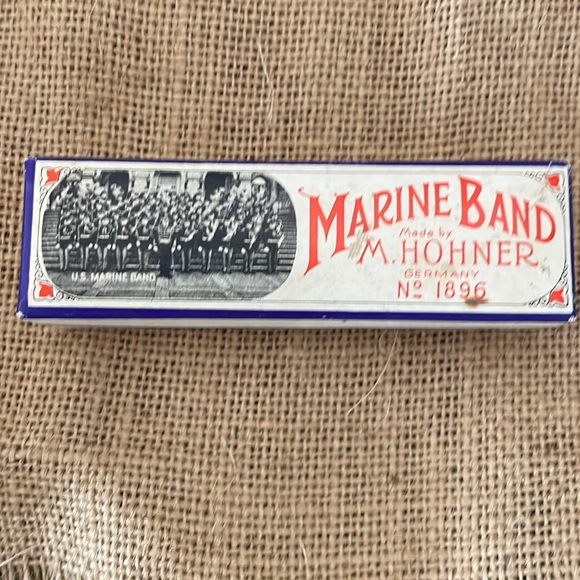 U.S. MARINE BAND
MARINE BAND
Made by
M. HOHNER
GERMANY
Nº 1896